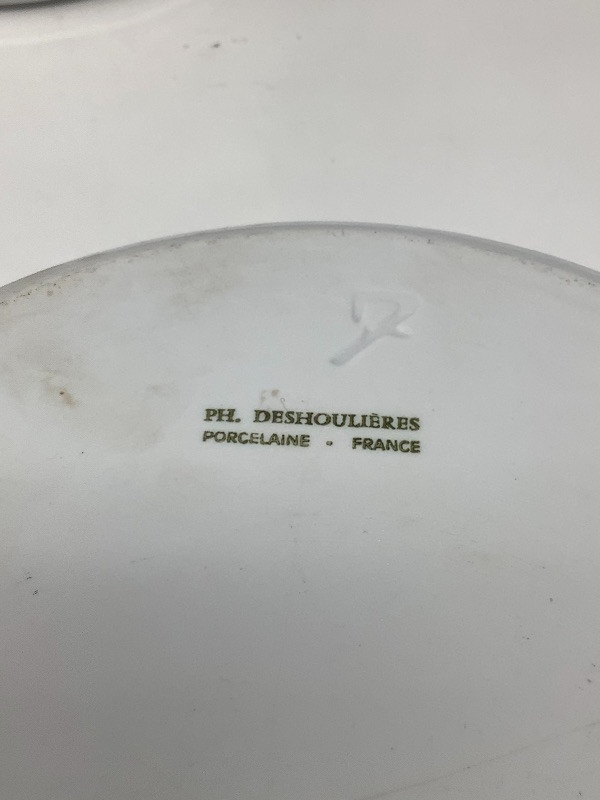 PH. DESHOULIÈRES
PORCELAINE - FRANCE